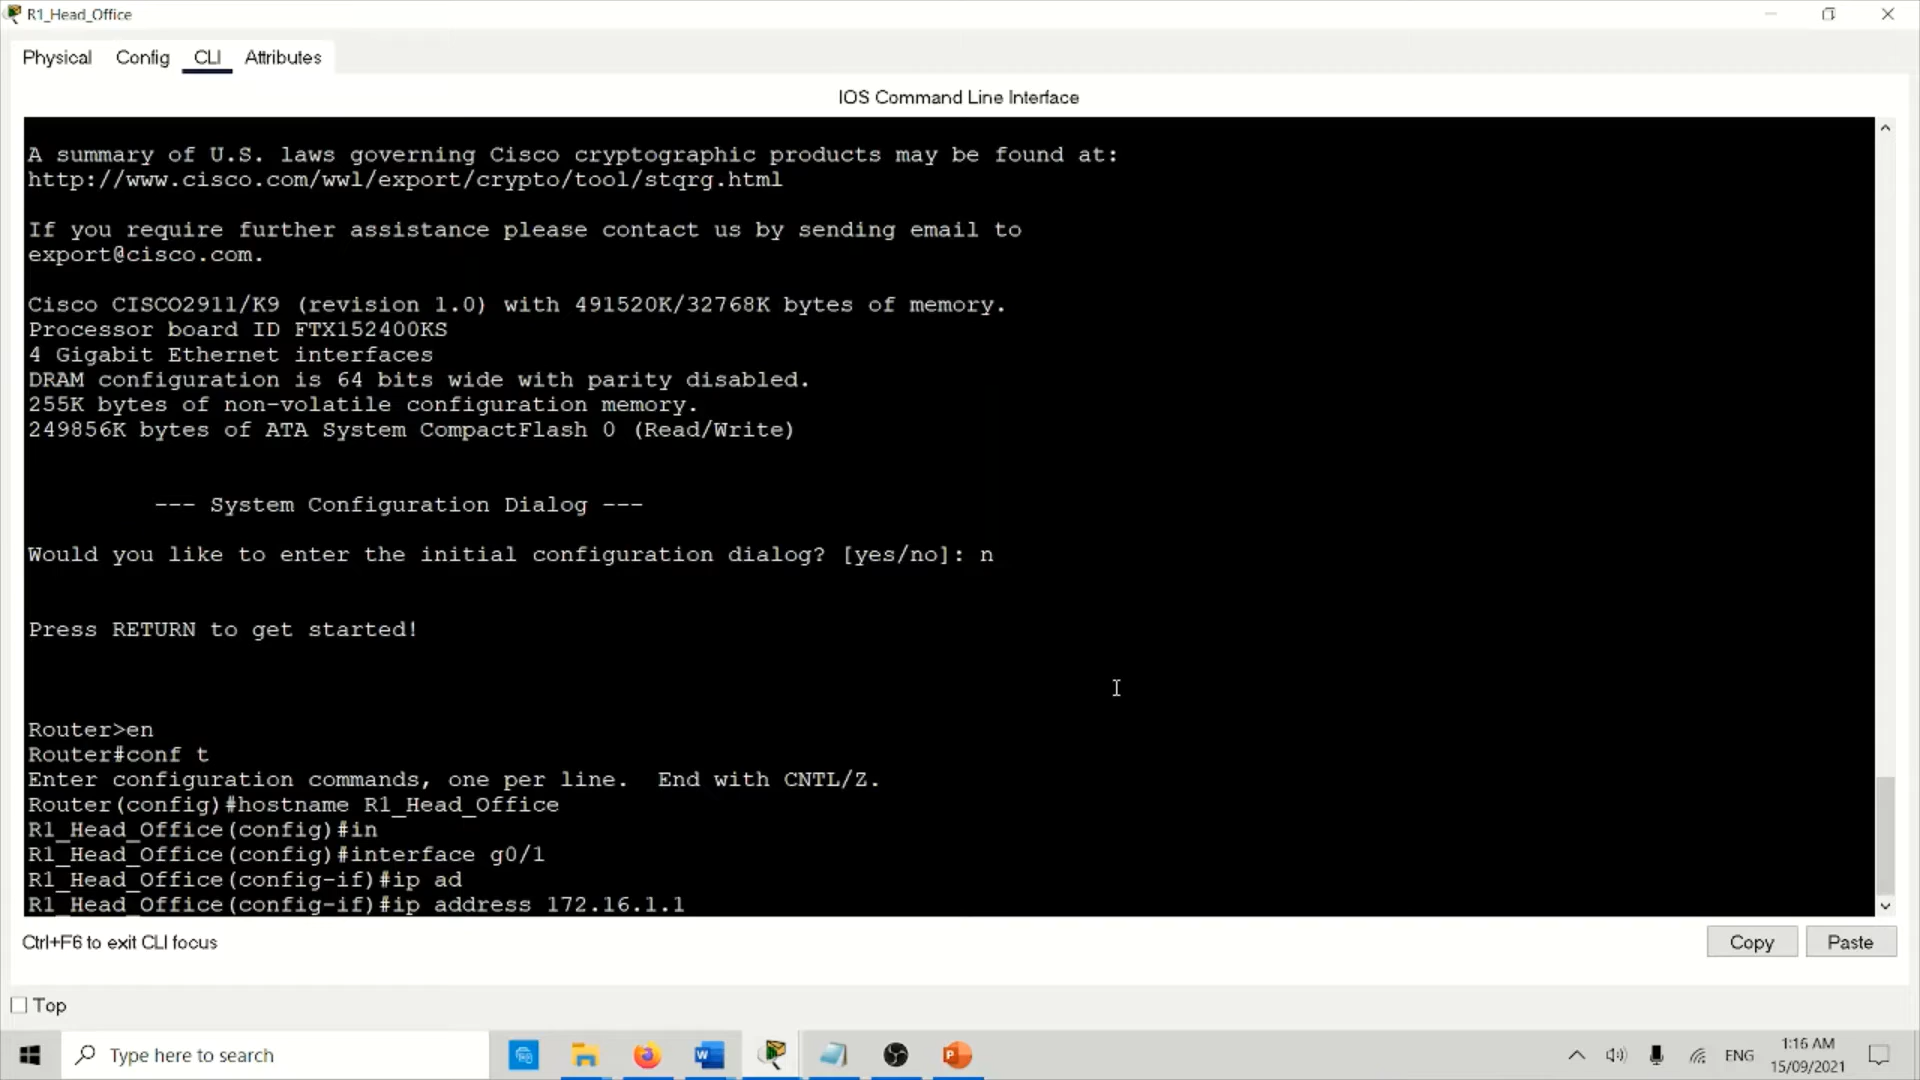 R1_Head_Office
Physical Config CLI Attributes
IOS Command Line Interface
A summary of U.S. laws governing Cisco cryptographic products may be found at:
http://www.cisco.com/wwl/export/crypto/tool/stqrg.html
If you require further assistance please contact us by sending email to
export@cisco.com.
Cisco CISCO2911/K9 (revision 1.0) with 491520K/32768K bytes of memory.
Processor board ID FTX152400KS
4 Gigabit Ethernet interfaces
DRAM configuration is 64 bits wide with parity disabled.
255K bytes of non-volatile configuration memory.
249856K bytes of ATA System CompactFlash 0 (Read/Write)
--- System Configuration Dialog ---
Would you like to enter the initial configuration dialog? [yes/no]: n
Press RETURN to get started!
Router>en
Router#conf t
Enter configuration commands, one per line.  End with CNTL/Z.
Router(config)#hostname R1_Head_Office
R1_Head_Office(config)#in
R1_Head_Office(config)#interface g0/1
R1_Head_Office(config-if)#ip ad
R1_Head_Office(config-if)#ip address 172.16.1.1
Ctrl+F6 to exit CLI focus
Copy Paste
Top
Type here to search
ENG
1:16 AM
15/09/2021